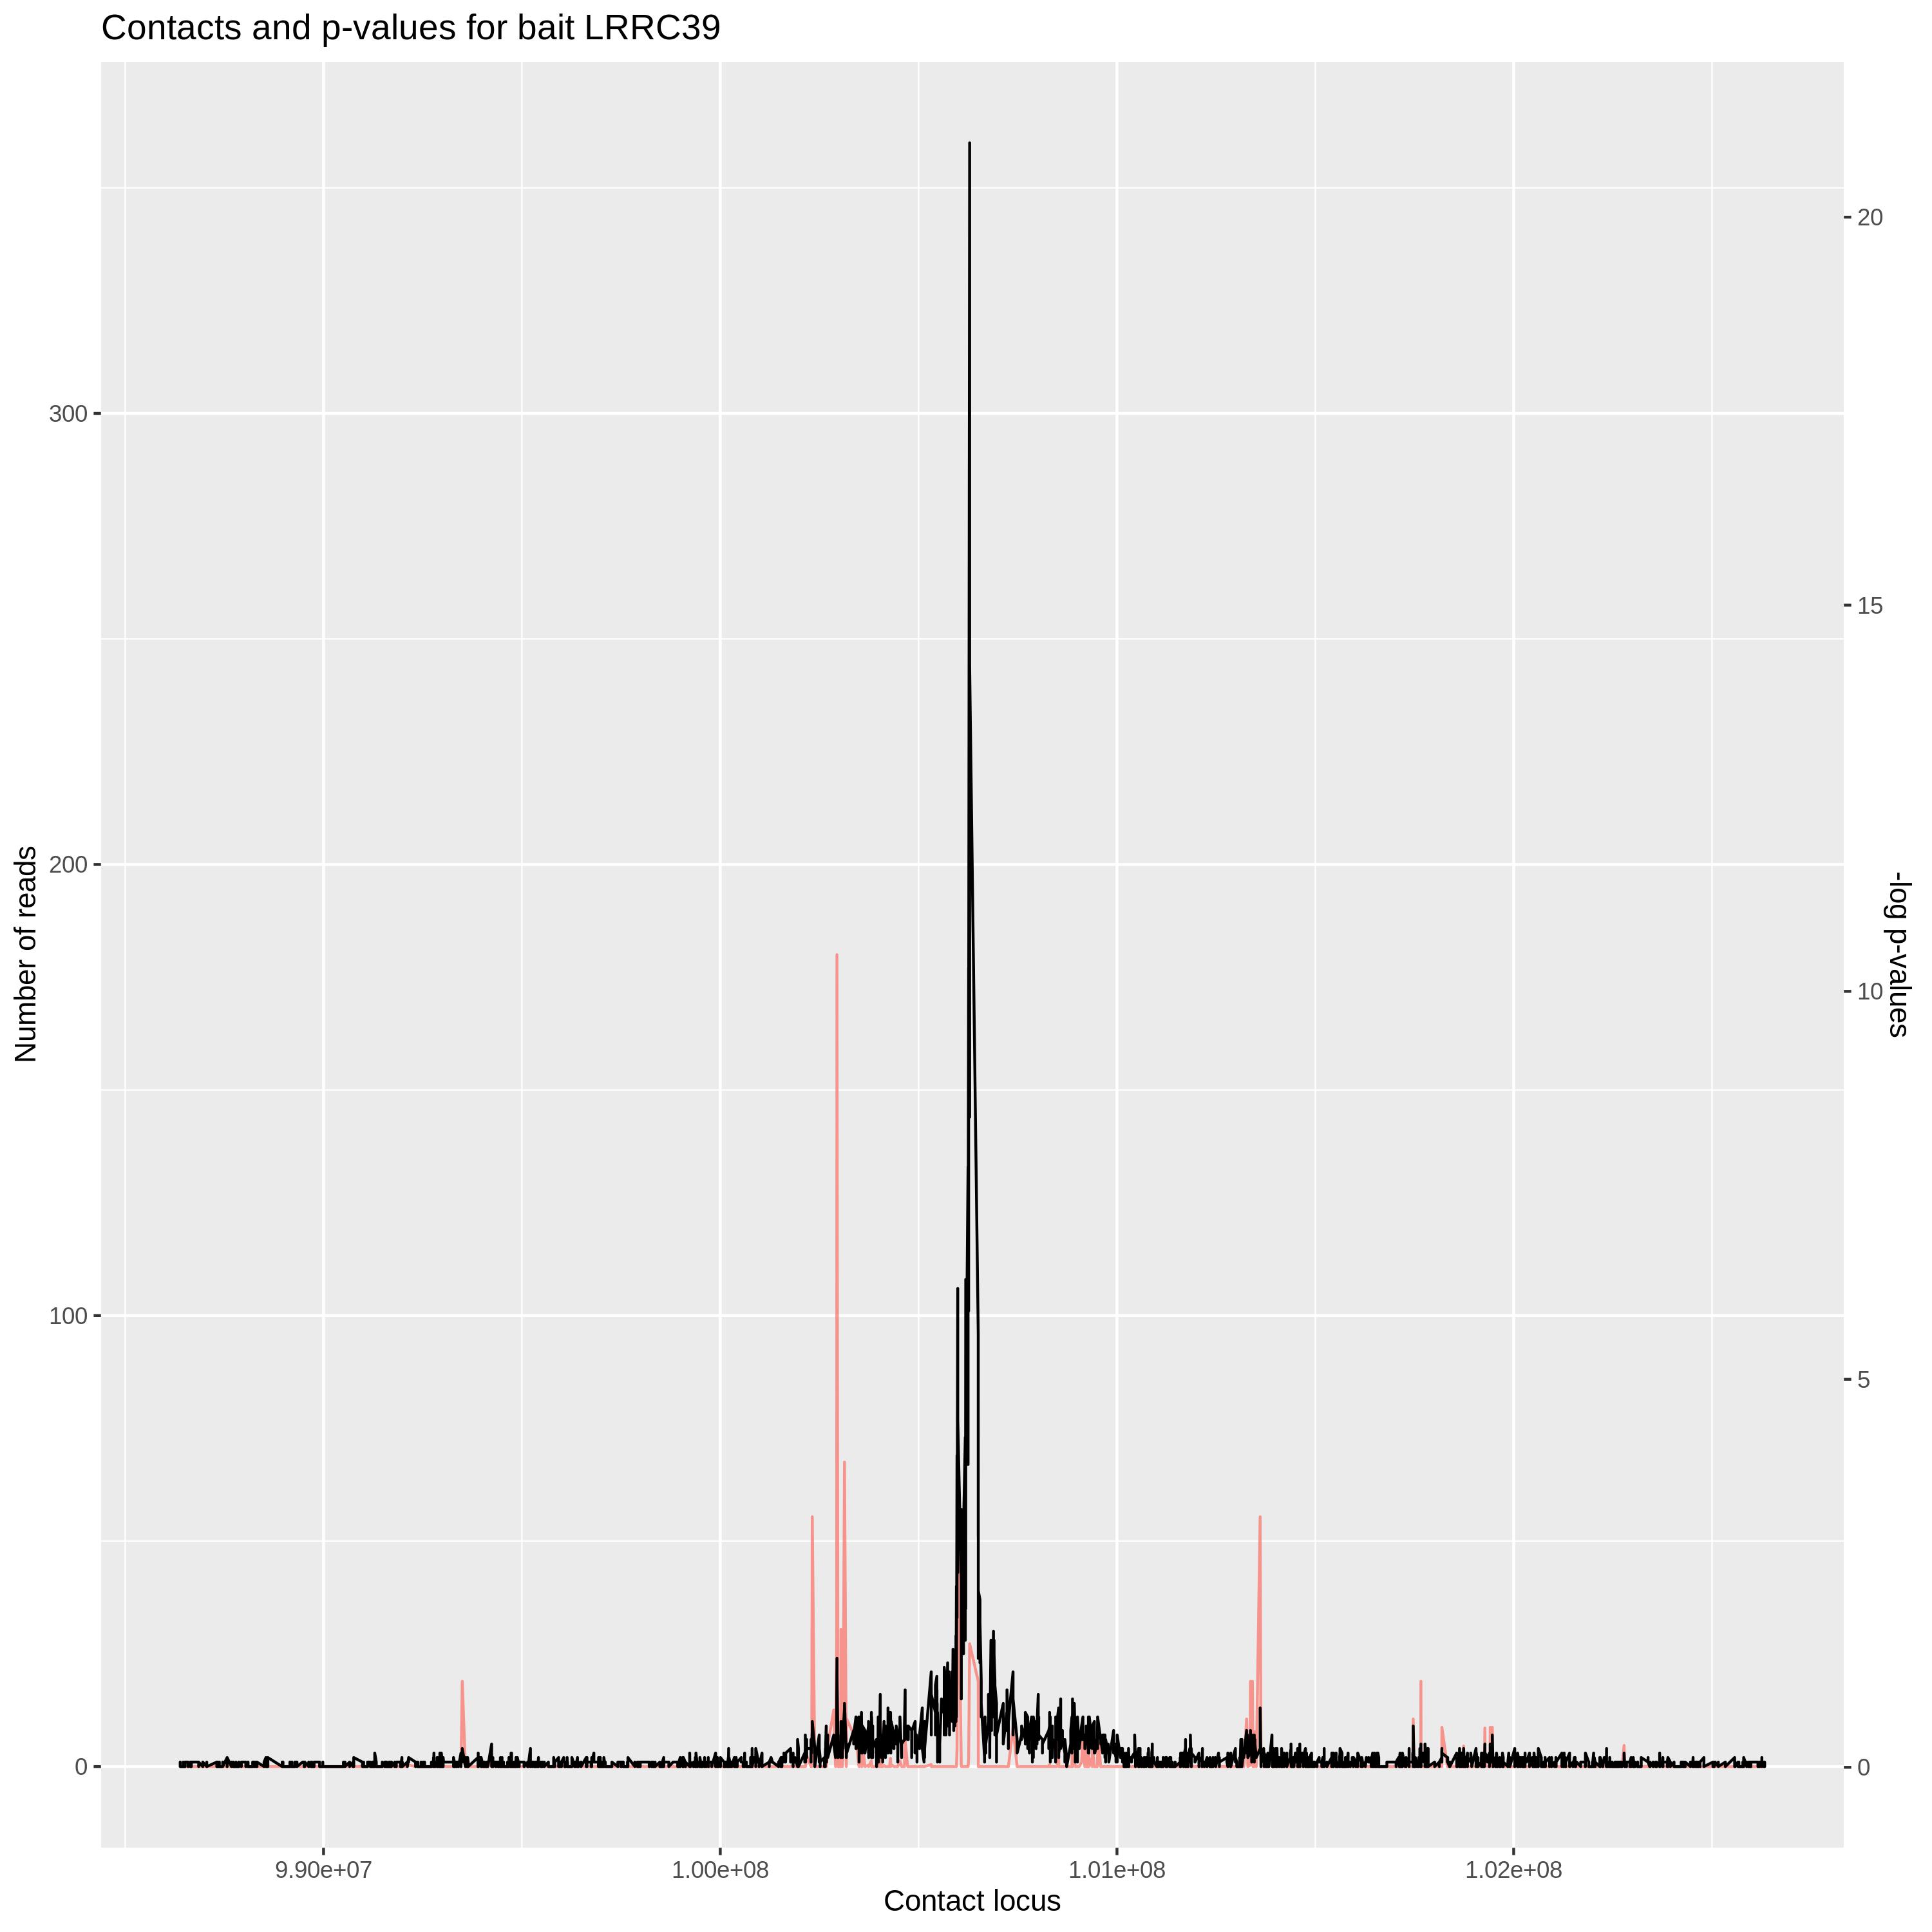 Contacts and p-values for bait LRRC39
Number of reads
300
200
100
0
20
15
10
5
0
-log p-values
9.90e+07
1.00e+08
1.01e+08
1.02e+08
Contact locus